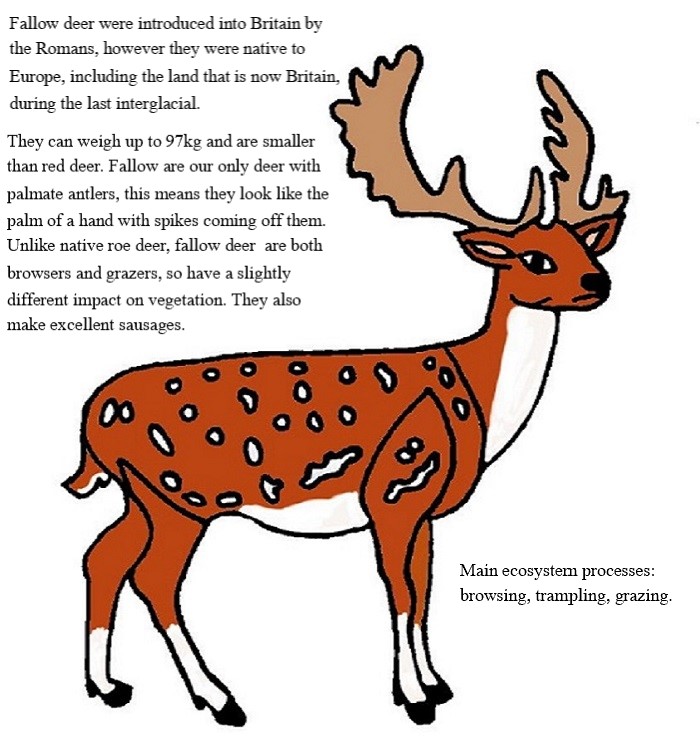 Fallow deer were introduced into Britain by
the Romans, however they were native to
Europe, including the land that is now Britain,
during the last interglacial.
They can weigh up to 97kg and are smaller
than red deer. Fallow are our only deer with
palmate antlers, this means they look like the
palm of a hand with spikes coming off them.
Unlike native roe deer, fallow deer  are both
browsers and grazers, so have a slightly
different impact on vegetation. They also
make excellent sausages.
Main ecosystem processes:
browsing, trampling, grazing.